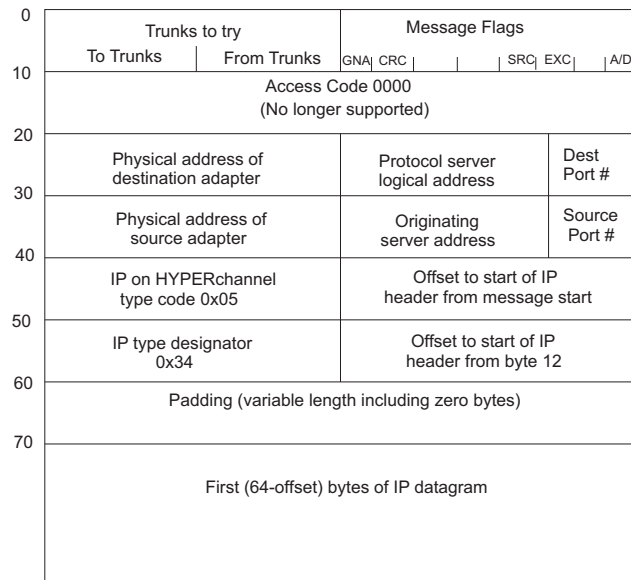 0
Trunks to try
Message Flags
To Trunks
From Trunks
GNA
CRC
SRC
EXC
A/D
10
Access Code 0000
(No longer supported)
20
Physical address of
destination adapter
Protocol server
logical address
Dest
Port #
30
Physical address of
source adapter
Originating
server address
Source
Port #
40
IP on HYPERchannel
type code 0x05
Offset to start of IP
header from message start
50
IP type designator
0x34
Offset to start of IP
header from byte 12
60
Padding (variable length including zero bytes)
70
First (64-offset) bytes of IP datagram